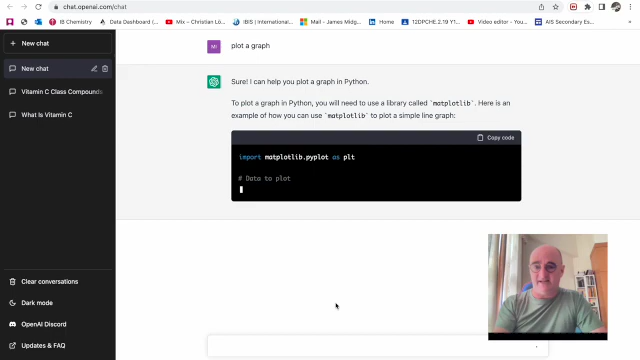 chat.openai.com/chat
IB Chemistry
Data Dashboard |
Mix – Christian Ló
iBIS | International...
Mail - James Midg...
LinkedIn
12DPCHE.2.19 R...
Video editor - You...
AIS Secondary Es...
New chat
New chat
Vitamin C Class Compounds
What Is Vitamin C
Clear conversations
Dark mode
OpenAI Discord
Updates & FAQ
MI
plot a graph
Sure! I can help you plot a graph in Python.
To plot a graph in Python, you will need to use a library called `matplotlib`. Here is an
example of how you can use `matplotlib` to plot a simple line graph:
Copy code
import matplotlib.pyplot as plt
# Data to plot